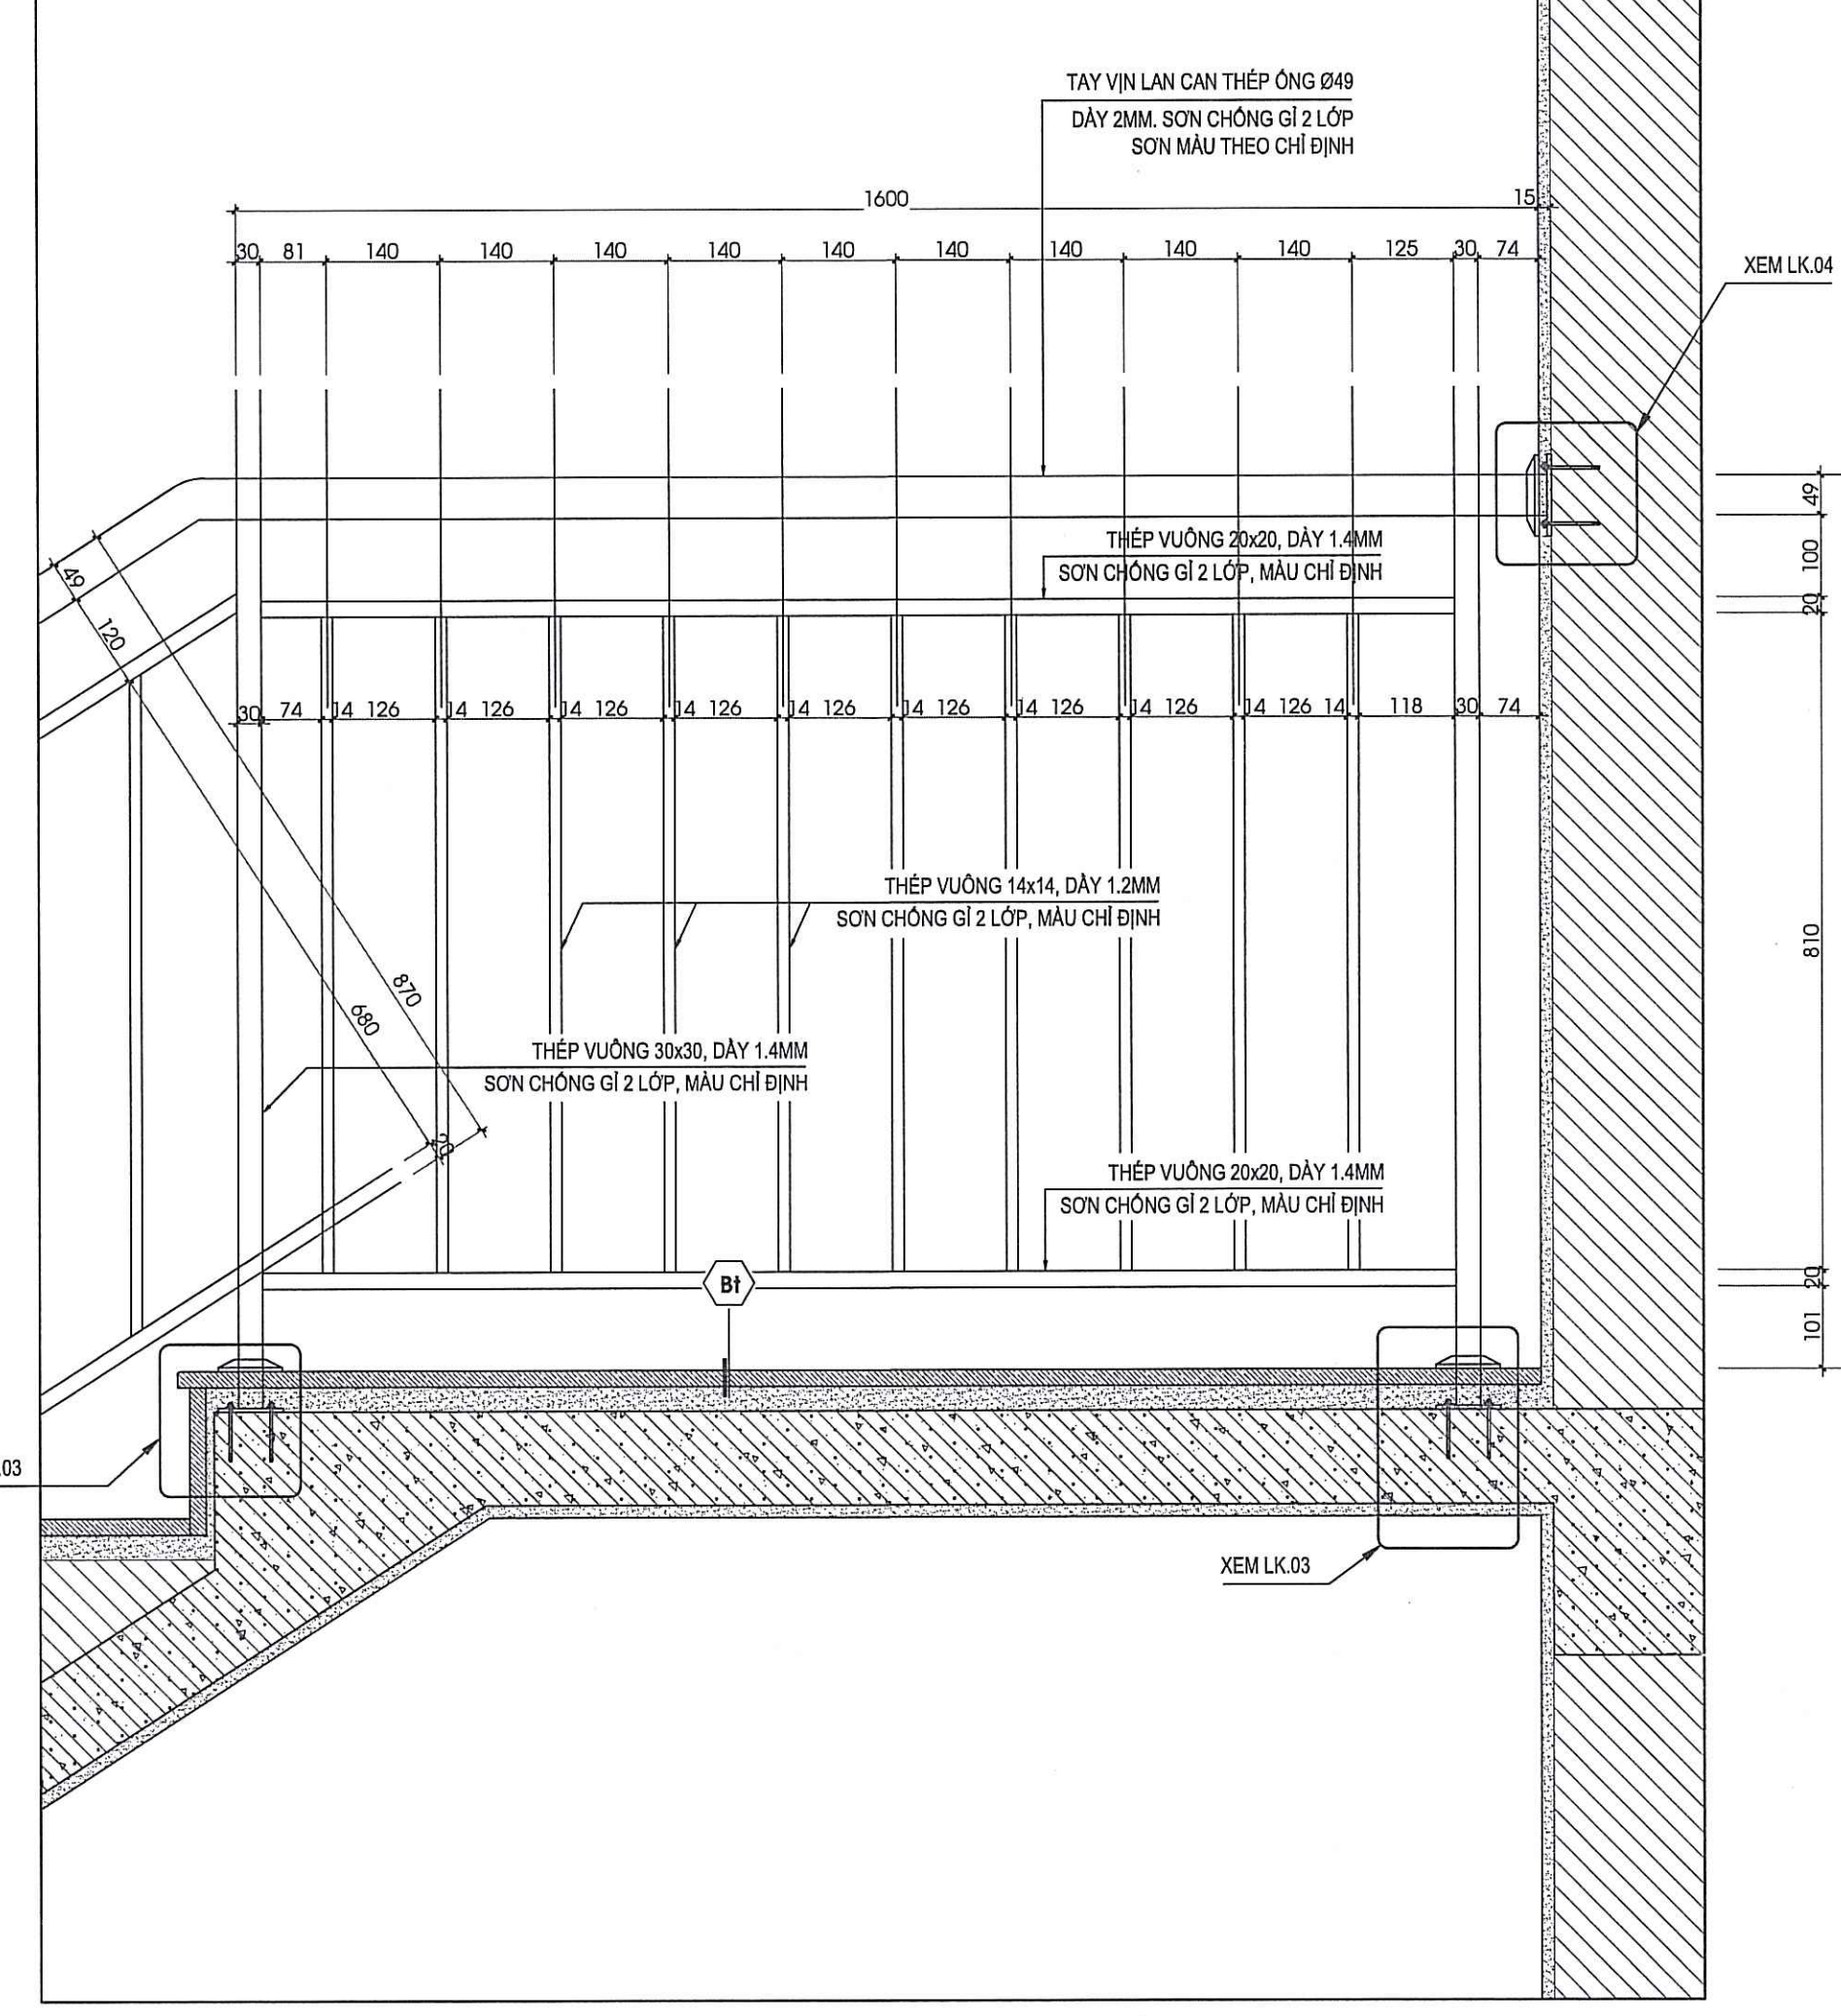 TAY VỊN LAN CAN THÉP ỐNG Ø49
DÀY 2MM. SƠN CHỐNG GỈ 2 LỚP
SƠN MÀU THEO CHỈ ĐỊNH
1600 15
30 81 140 140 140 140 140 140 140 140 140 125 30 74
XEM LK.04
49
100
20
THÉP VUÔNG 20x20, DÀY 1.4MM
SƠN CHỐNG GỈ 2 LỚP, MÀU CHỈ ĐỊNH
49
120
30 74 14 126 14 126 14 126 14 126 14 126 14 126 14 126 14 126 14 126 14 118 30 74
THÉP VUÔNG 14x14, DÀY 1.2MM
SƠN CHỐNG GỈ 2 LỚP, MÀU CHỈ ĐỊNH
810
870
680
THÉP VUÔNG 30x30, DÀY 1.4MM
SƠN CHỐNG GỈ 2 LỚP, MÀU CHỈ ĐỊNH
20
THÉP VUÔNG 20x20, DÀY 1.4MM
SƠN CHỐNG GỈ 2 LỚP, MÀU CHỈ ĐỊNH
Bt
20
101
.03
XEM LK.03